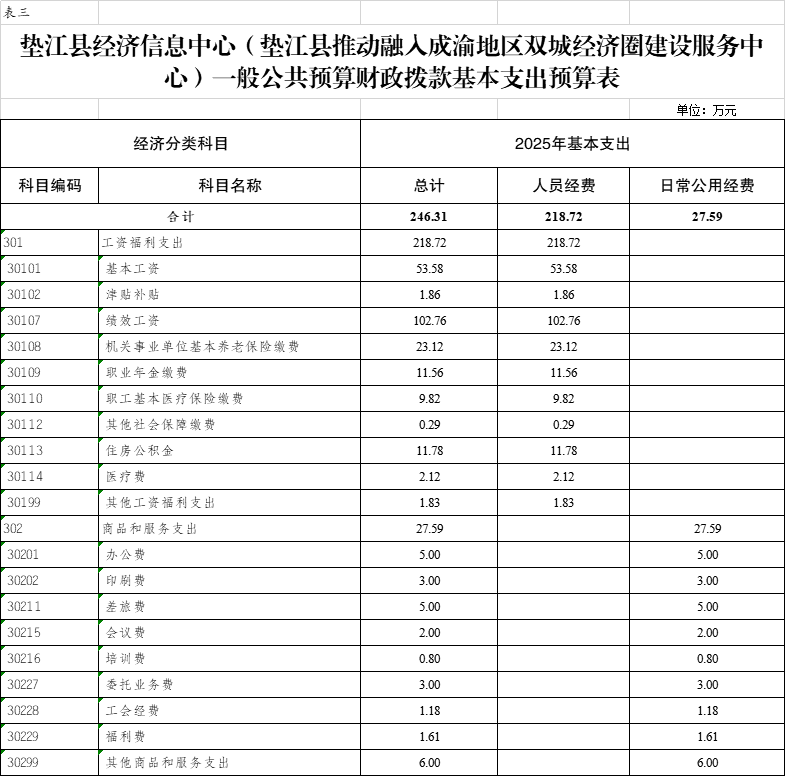 表三
垫江县经济信息中心（垫江县推动融入成渝地区双城经济圈建设服务中
心）一般公共预算财政拨款基本支出预算表
单位：万元
经济分类科目 2025年基本支出
科目编码 科目名称 总计 人员经费 日常公用经费
合计 246.31 218.72 27.59
301 工资福利支出 218.72 218.72
30101 基本工资 53.58 53.58
30102 津贴补贴 1.86 1.86
30107 绩效工资 102.76 102.76
30108 机关事业单位基本养老保险缴费 23.12 23.12
30109 职业年金缴费 11.56 11.56
30110 职工基本医疗保险缴费 9.82 9.82
30112 其他社会保障缴费 0.29 0.29
30113 住房公积金 11.78 11.78
30114 医疗费 2.12 2.12
30199 其他工资福利支出 1.83 1.83
302 商品和服务支出 27.59 27.59
30201 办公费 5.00 5.00
30202 印刷费 3.00 3.00
30211 差旅费 5.00 5.00
30215 会议费 2.00 2.00
30216 培训费 0.80 0.80
30227 委托业务费 3.00 3.00
30228 工会经费 1.18 1.18
30229 福利费 1.61 1.61
30299 其他商品和服务支出 6.00 6.00